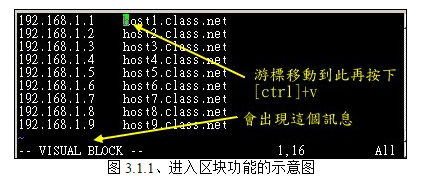 192.168.1.1 host1.class.net
192.168.1.2 host2.class.net
192.168.1.3 host3.class.net
192.168.1.4 host4.class.net
192.168.1.5 host5.class.net
192.168.1.6 host6.class.net
192.168.1.7 host7.class.net
192.168.1.8 host8.class.net
192.168.1.9 host9.class.net
游標移動到此再按下
[ctrl]+v
會出現這個訊息
~
-- VISUAL BLOCK -- 1,16 All
图 3.1.1、进入区块功能的示意图